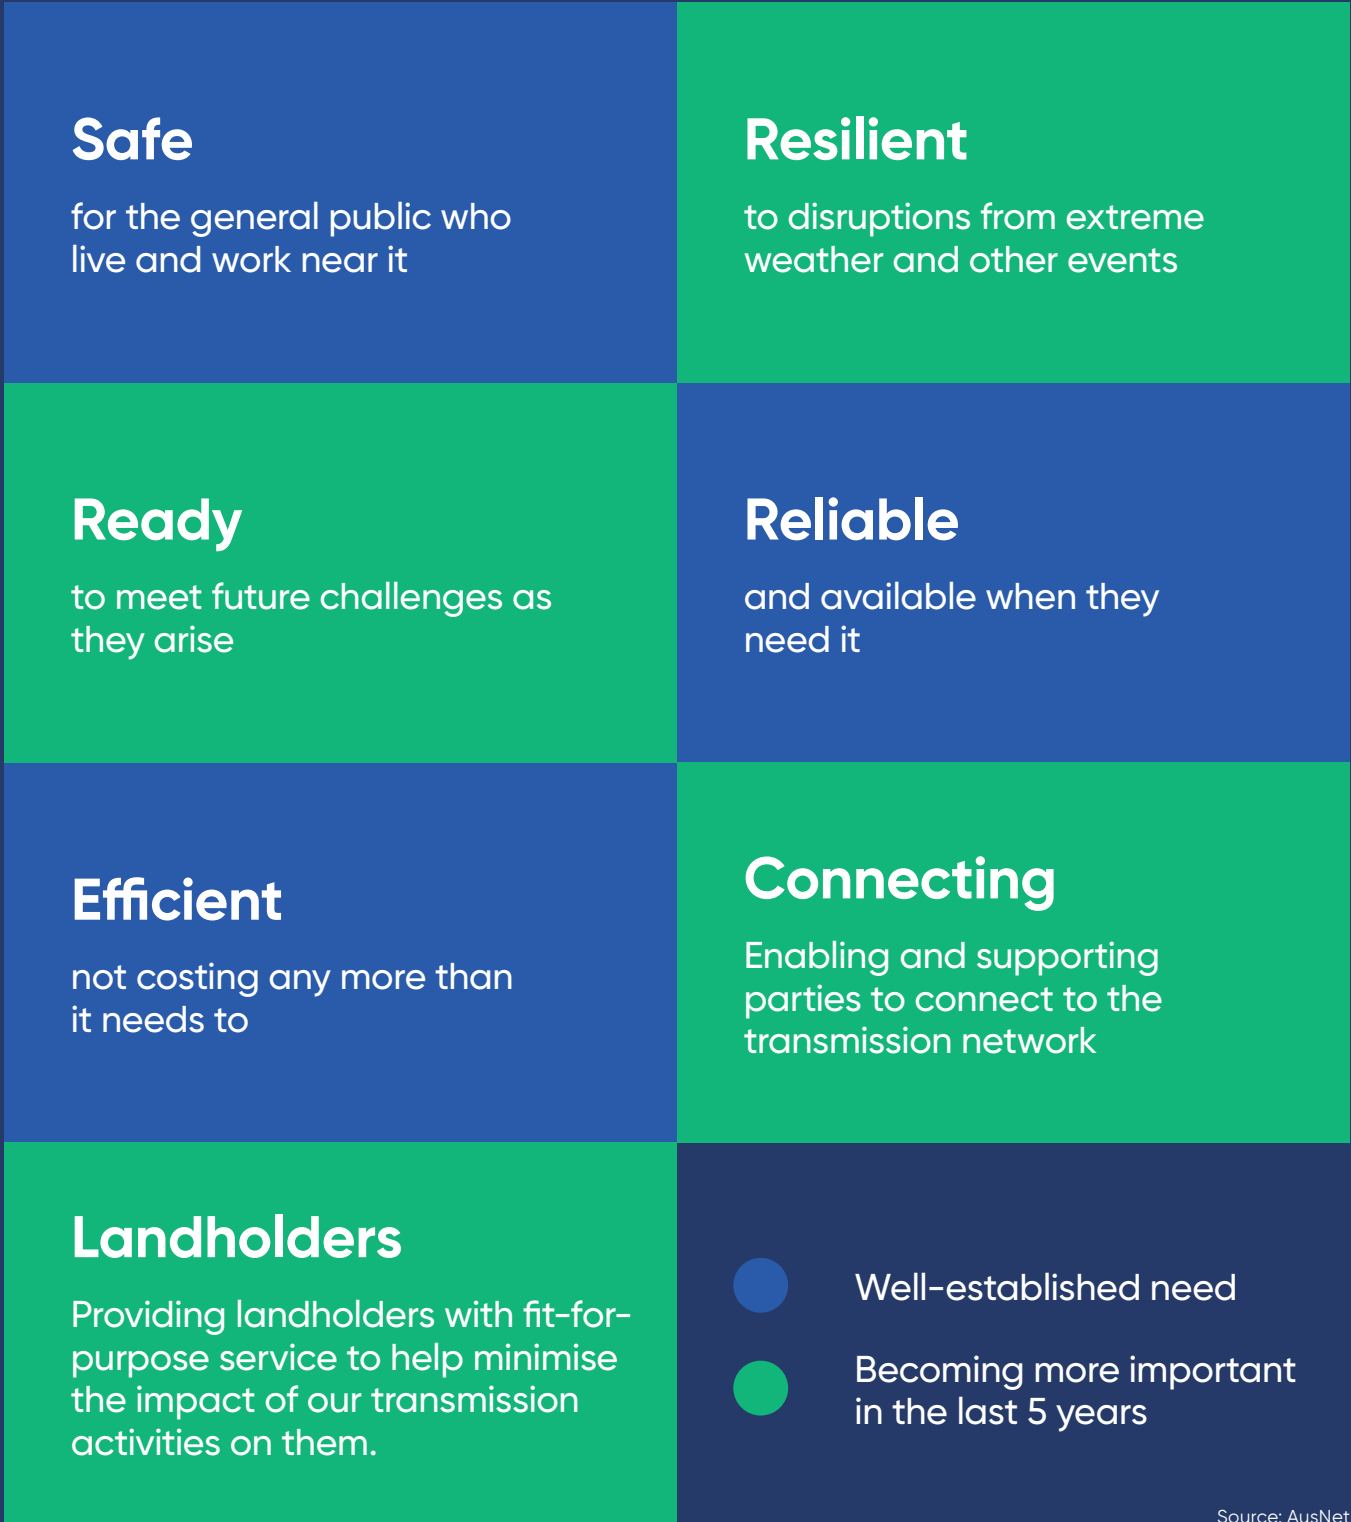 Safe
for the general public who
live and work near it
Resilient
to disruptions from extreme
weather and other events
Ready
to meet future challenges as
they arise
Reliable
and available when they
need it
Efficient
not costing any more than
it needs to
Connecting
Enabling and supporting
parties to connect to the
transmission network
Landholders
Providing landholders with fit-for-
purpose service to help minimise
the impact of our transmission
activities on them.
Well-established need
Becoming more important
in the last 5 years
Source: AusNet